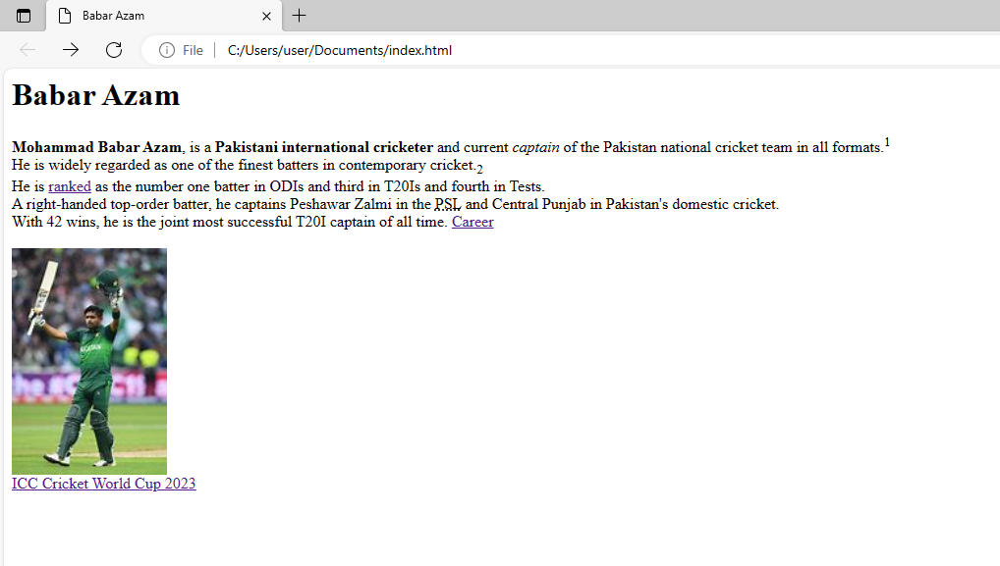 Babar Azam
File
C:/Users/user/Documents/index.html
Babar Azam
Mohammad Babar Azam, is a Pakistani international cricketer and current captain of the Pakistan national cricket team in all formats.1
He is widely regarded as one of the finest batters in contemporary cricket.2
He is ranked as the number one batter in ODIs and third in T20Is and fourth in Tests.
A right-handed top-order batter, he captains Peshawar Zalmi in the PSL and Central Punjab in Pakistan's domestic cricket.
With 42 wins, he is the joint most successful T20I captain of all time. Career
ICC Cricket World Cup 2023